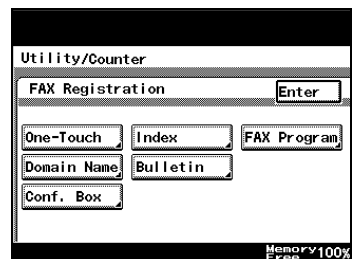 Utility/Counter
FAX Registration
Enter
One-Touch Index FAX Program
Domain Name Bulletin
Conf. Box
Memory 100%
Free